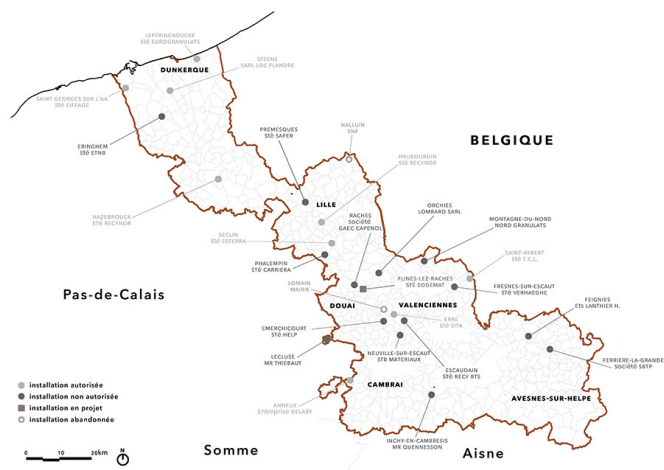 LEFFRINCKOUCKE
Sté EUROGRANULATS
STEENE
SARL LOC FLANDRE
DUNKERQUE
SAINT GEORGES SUR L'AA
Sté EIFFAGE
ERINGHEM
Sté ETNB
PREMESQUES
Sté SAFER
HALLUIN
VNF
BELGIQUE
HAUBOURDIN
Sté RECYNOR
HAZEBROUCK
Sté RECYNOR
LILLE
RACHES
Société
GAEC CAPENOL
ORCHIES
LOMBARD SARL
MONTAGNE-DU-NORD
NORD GRANULATS
SECLIN
Sté ESTERRA
SAINT-AYBERT
Sté T.C.L.
PHALEMPIN
Sté CARRIERA
FLINES-LEZ-RACHES
Sté SOGEMAT
SOMAIN
MAIRIE
FRESNES-SUR-ESCAUT
Sté VERHAEGHE
Pas-de-Calais
DOUAI
VALENCIENNES
FEIGNIES
Ets LANTHIER H.
ERRE
Sté SITA
EMERCHICOURT
Sté HELP
LECLUSE
MR THIEBAUT
NEUVILLE-SUR-ESCAUT
STB MATÉRIAUX
ESCAUDAIN
Sté RECY BTS
FERRIERE-LA-GRANDE
Société SBTP
CAMBRAI
AVESNES-SUR-HELPE
ANNEUX
Entreprise DELABY
INCHY-EN-CAMBRESIS
MR QUENNESSON
installation autorisée
installation non autorisée
installation en projet
installation abandonnée
0 10 20km
N
Somme
Aisne